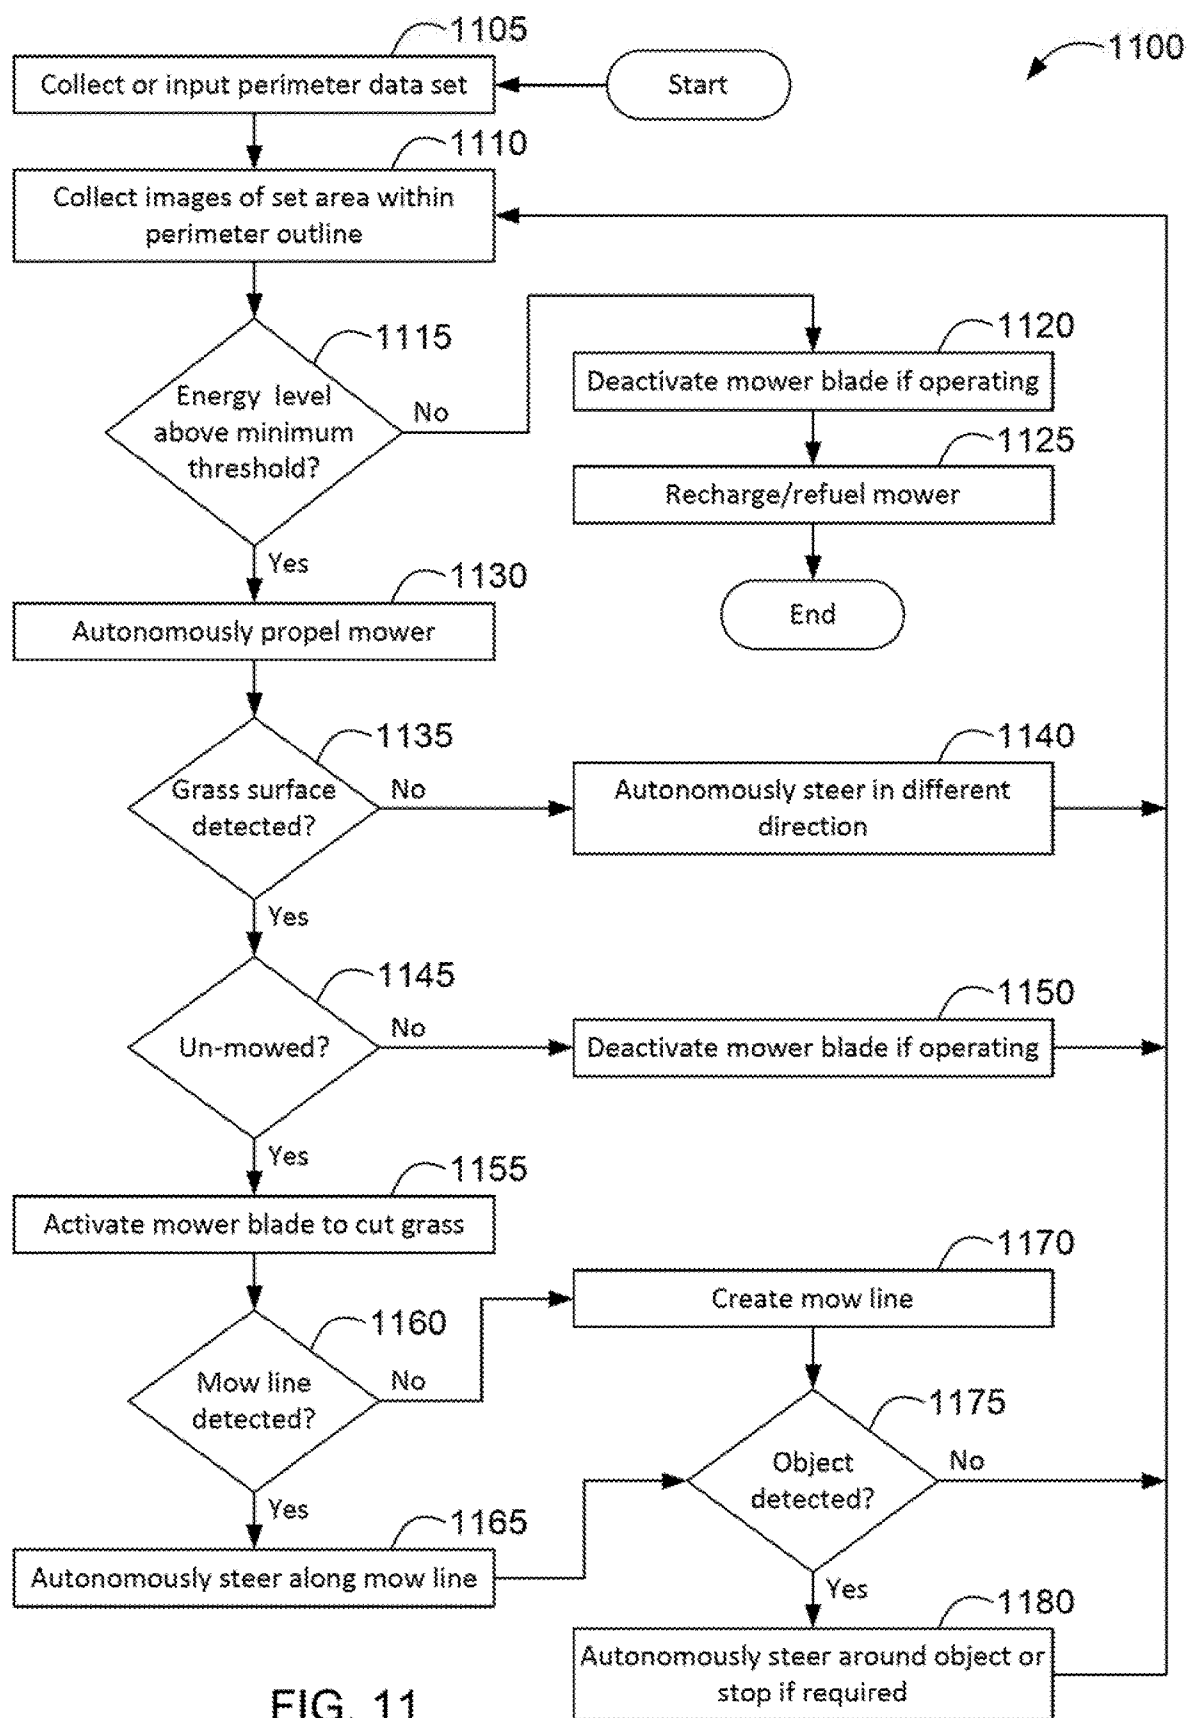 1105
1100
Collect or input perimeter data set
Start
1110
Collect images of set area within
perimeter outline
1115
Energy level
above minimum
threshold?
No
1120
Deactivate mower blade if operating
1125
Recharge/refuel mower
End
Yes
1130
Autonomously propel mower
1135
Grass surface
detected?
No
1140
Autonomously steer in different
direction
Yes
1145
Un-mowed?
No
1150
Deactivate mower blade if operating
Yes
1155
Activate mower blade to cut grass
1160
Mow line
detected?
No
1170
Create mow line
1175
Object
detected?
No
Yes
1165
Autonomously steer along mow line
Yes
1180
Autonomously steer around object or
stop if required
FIG. 11